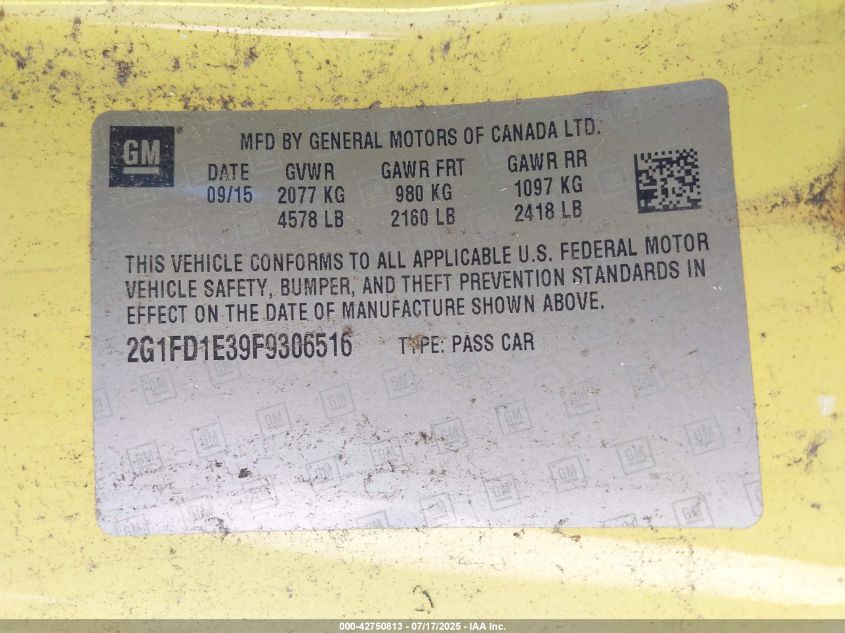 GM®
MFD BY GENERAL MOTORS OF CANADA LTD.
DATE GVWR GAWR FRT GAWR RR
09/15 2077 KG 980 KG 1097 KG
4578 LB 2160 LB 2418 LB
THIS VEHICLE CONFORMS TO ALL APPLICABLE U.S. FEDERAL MOTOR
VEHICLE SAFETY, BUMPER, AND THEFT PREVENTION STANDARDS IN
EFFECT ON THE DATE OF MANUFACTURE SHOWN ABOVE.
2G1FD1E39F9306516 TYPE: PASS CAR
000-42750813 - 07/17/2025 - IAA Inc.